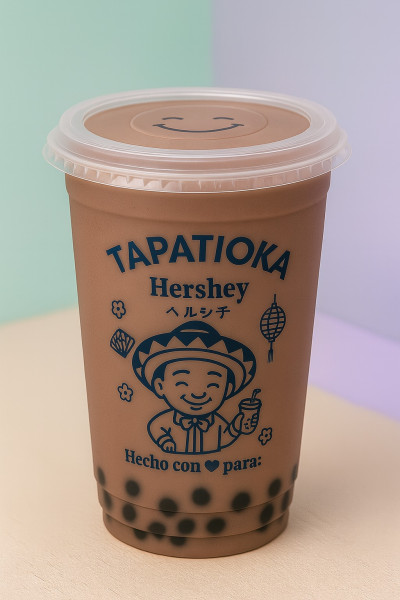 TAPATIOKA
Hershey
ヘルシチ
Hecho con ♥ para: